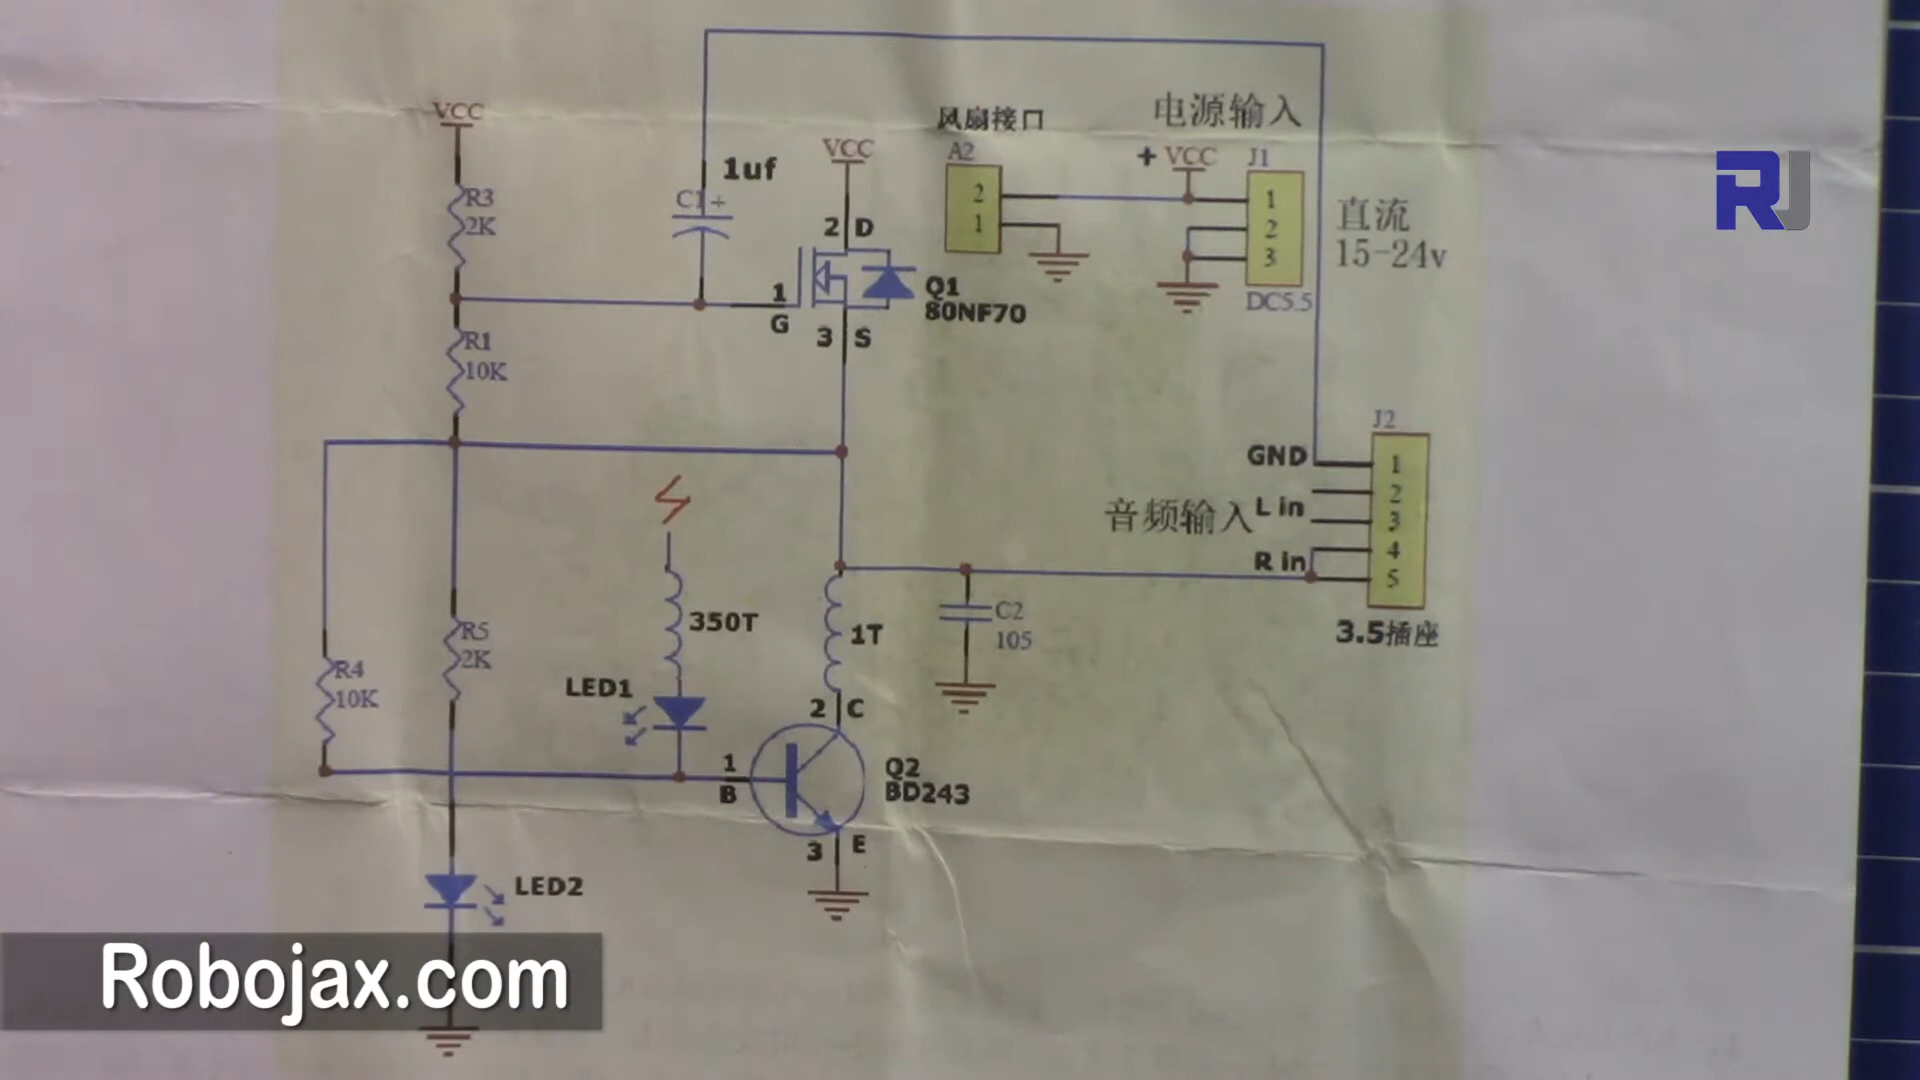 VCC
R3
2K
R1
10K
1uf
C1+
VCC
2 D
1
G
3 S
Q1
80NF70
风扇接口
A2
2
1
电源输入
+ VCC
J1
1
2
3
DC5.5
直流
15-24v
RJ
J2
GND
1
2
L in
3
音频输入
4
R in
5
3.5插座
350T
1T
C2
105
R5
2K
R4
10K
LED1
2 C
1
B
Q2
BD243
3 E
LED2
Robojax.com